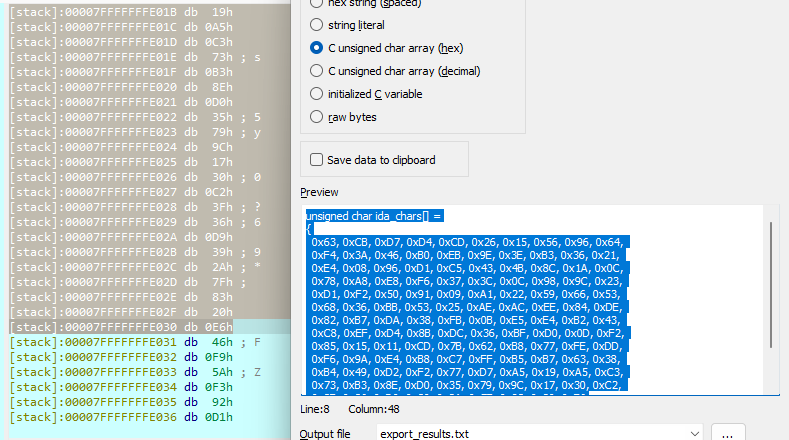 [stack]:00007FFFFFFFE01B db 19h
[stack]:00007FFFFFFFE01C db 0A5h
[stack]:00007FFFFFFFE01D db 0C3h
[stack]:00007FFFFFFFE01E db 73h ; s
[stack]:00007FFFFFFFE01F db 0B3h
[stack]:00007FFFFFFFE020 db 8Eh
[stack]:00007FFFFFFFE021 db 0D0h
[stack]:00007FFFFFFFE022 db 35h ; 5
[stack]:00007FFFFFFFE023 db 79h ; y
[stack]:00007FFFFFFFE024 db 9Ch
[stack]:00007FFFFFFFE025 db 17h
[stack]:00007FFFFFFFE026 db 30h ; 0
[stack]:00007FFFFFFFE027 db 0C2h
[stack]:00007FFFFFFFE028 db 3Fh ; ?
[stack]:00007FFFFFFFE029 db 36h ; 6
[stack]:00007FFFFFFFE02A db 0D9h
[stack]:00007FFFFFFFE02B db 39h ; 9
[stack]:00007FFFFFFFE02C db 2Ah ; *
[stack]:00007FFFFFFFE02D db 7Fh ;
[stack]:00007FFFFFFFE02E db 83h
[stack]:00007FFFFFFFE02F db 20h
[stack]:00007FFFFFFFE030 db 0E6h
[stack]:00007FFFFFFFE031 db 46h ; F
[stack]:00007FFFFFFFE032 db 0F9h
[stack]:00007FFFFFFFE033 db 5Ah ; Z
[stack]:00007FFFFFFFE034 db 0F3h
[stack]:00007FFFFFFFE035 db 92h
[stack]:00007FFFFFFFE036 db 0D1h
hex string (spaced)
string literal
C unsigned char array (hex)
C unsigned char array (decimal)
initialized C variable
raw bytes
Save data to clipboard
Preview
unsigned char ida_chars[] =
{
0x63, 0xCB, 0xD7, 0xD4, 0xCD, 0x26, 0x15, 0x56, 0x96, 0x64,
0xF4, 0x3A, 0x46, 0xB0, 0xEB, 0x9E, 0x3E, 0xB3, 0x36, 0x21,
0xE4, 0x08, 0x96, 0xD1, 0xC5, 0x43, 0x4B, 0x8C, 0x1A, 0x0C,
0x78, 0xA8, 0xE8, 0xF6, 0x37, 0x3C, 0x0C, 0x98, 0x9C, 0x23,
0xD1, 0xF2, 0x50, 0x91, 0x09, 0xA1, 0x22, 0x59, 0x66, 0x53,
0x68, 0x36, 0xBB, 0x53, 0x25, 0xAE, 0xAC, 0xEE, 0x84, 0xDE,
0x82, 0xB7, 0xDA, 0x38, 0xFB, 0x0B, 0xE5, 0xE4, 0xB2, 0x43,
0xC8, 0xEF, 0xD4, 0x8B, 0xDC, 0x36, 0xBF, 0xD0, 0x0D, 0xF2,
0x85, 0x15, 0x11, 0xCD, 0x7B, 0x62, 0xB8, 0x77, 0xFE, 0xDD,
0xF6, 0x9A, 0xE4, 0xB8, 0xC7, 0xFF, 0xB5, 0xB7, 0x63, 0x38,
0xB4, 0x49, 0xD2, 0xF2, 0x77, 0xD7, 0xA5, 0x19, 0xA5, 0xC3,
0x73, 0xB3, 0x8E, 0xD0, 0x35, 0x79, 0x9C, 0x17, 0x30, 0xC2,
Line:8 Column:48
Output file export_results.txt ...